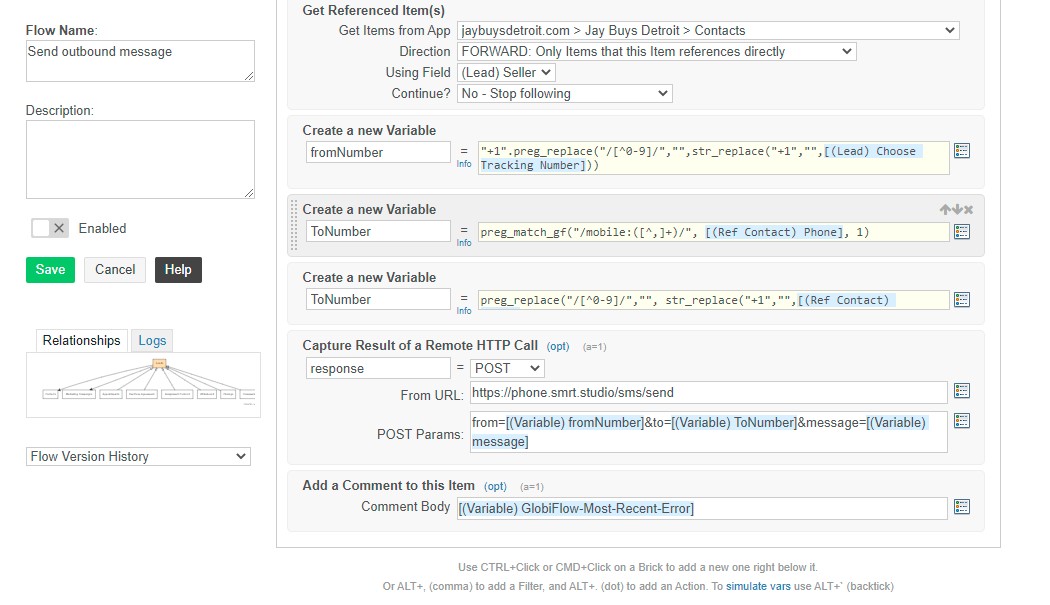 Flow Name:
Send outbound message
Description:
Enabled
Save
Cancel
Help
Relationships
Logs
Flow Version History
Get Referenced Item(s)
Get Items from App
jaybuysdetroit.com > Jay Buys Detroit > Contacts
Direction
FORWARD: Only Items that this Item references directly
Using Field
(Lead) Seller
Continue?
No - Stop following
Create a new Variable
fromNumber
=
Info
"+1".preg_replace("/[^0-9]/","",str_replace("+1","",[(Lead) Choose
Tracking Number]))
Create a new Variable
ToNumber
=
Info
preg_match_gf("/mobile:([^,]+)/", [(Ref Contact) Phone], 1)
Create a new Variable
ToNumber
=
Info
preg_replace("/[^0-9]/","", str_replace("+1","",[(Ref Contact)
Capture Result of a Remote HTTP Call (opt) (a=1)
response
=
POST
From URL:
https://phone.smrt.studio/sms/send
POST Params:
from=[(Variable) fromNumber]&to=[(Variable) ToNumber]&message=[(Variable)
message]
Add a Comment to this Item (opt) (a=1)
Comment Body
[(Variable) GlobiFlow-Most-Recent-Error]
Use CTRL+Click or CMD+Click on a Brick to add a new one right below it.
Or ALT+, (comma) to add a Filter, and ALT+. (dot) to add an Action. To simulate vars use ALT+` (backtick)